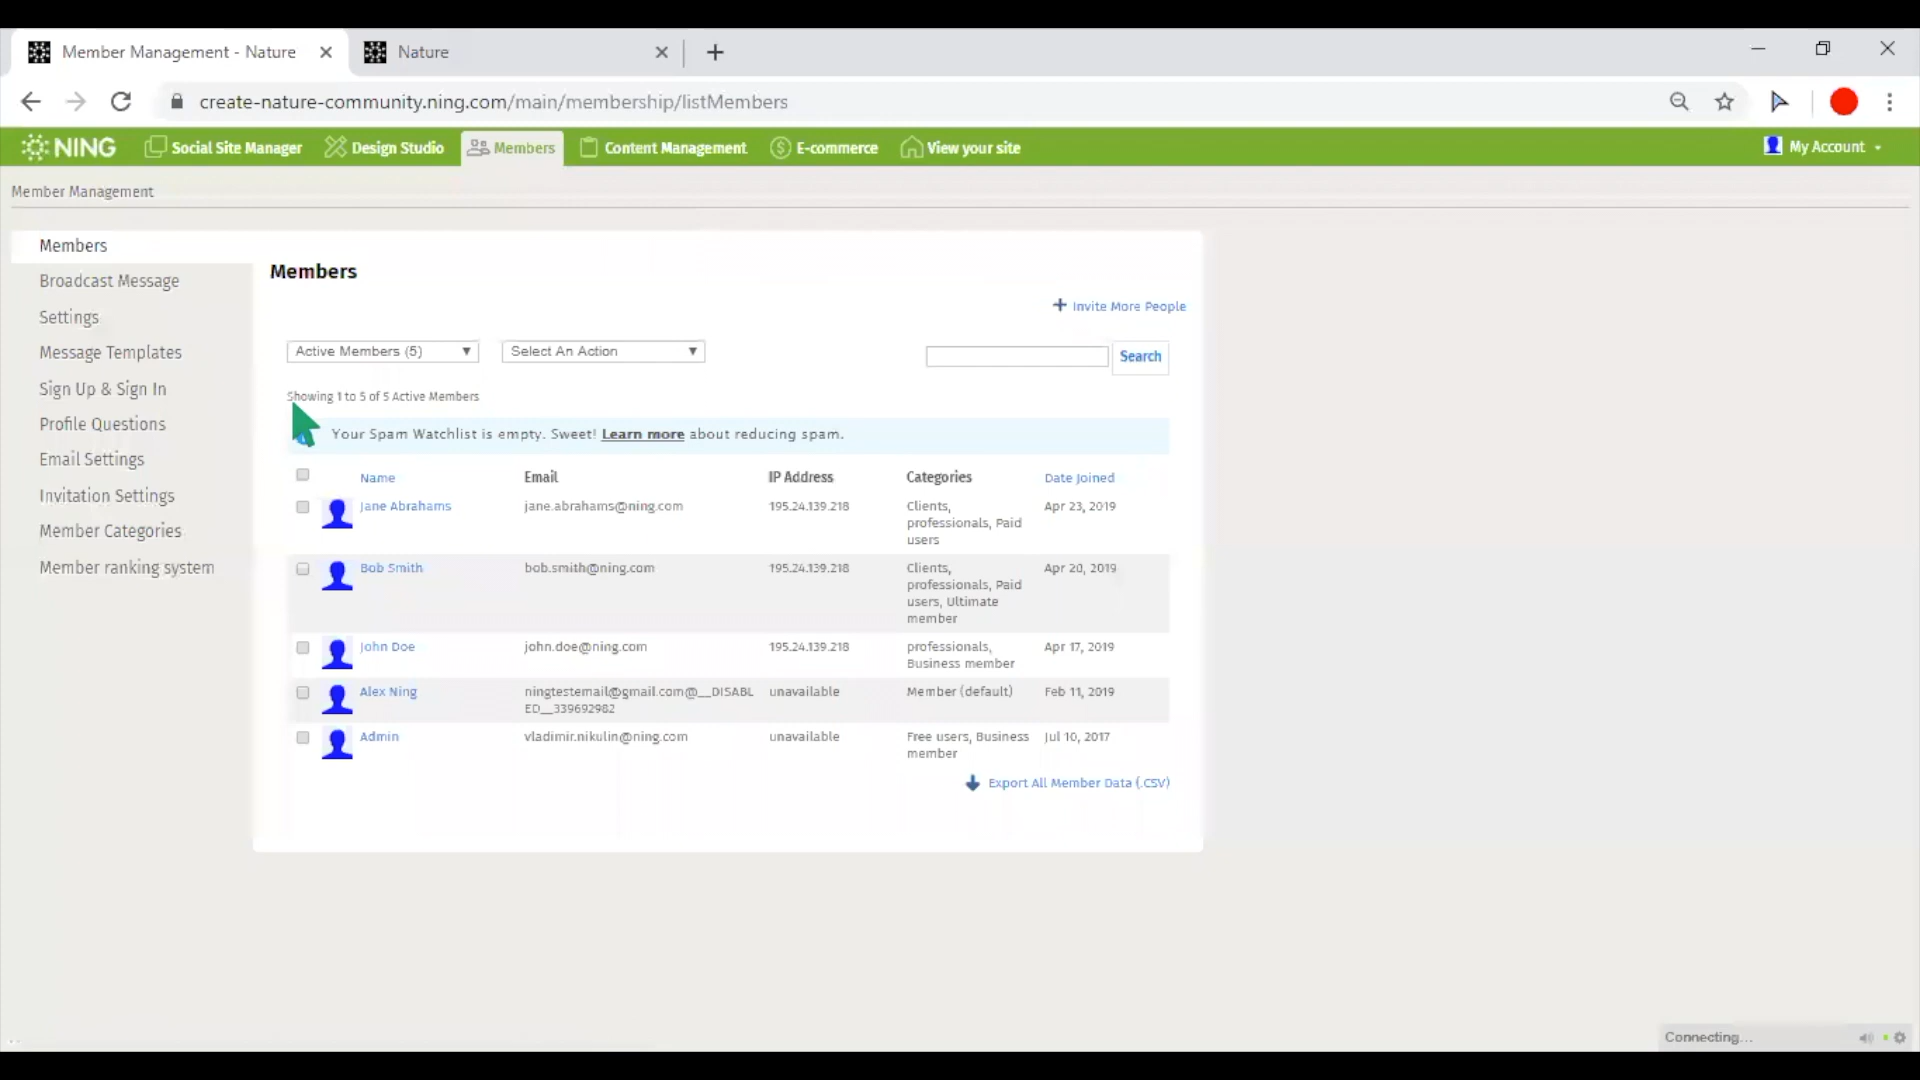 Member Management - Nature
Nature
create-nature-community.ning.com/main/membership/listMembers
NING Social Site Manager Design Studio Members Content Management E-commerce View your site My Account
Member Management
Members
Broadcast Message
Settings
Message Templates
Sign Up & Sign In
Profile Questions
Email Settings
Invitation Settings
Member Categories
Member ranking system
Members
Invite More People
Active Members (5) Select An Action Search
Showing 1 to 5 of 5 Active Members
Your Spam Watchlist is empty. Sweet! Learn more about reducing spam.
Name Email IP Address Categories Date Joined
Jane Abrahams jane.abrahams@ning.com 195.24.139.218 Clients, Apr 23, 2019
professionals, Paid
users
Bob Smith bob.smith@ning.com 195.24.139.218 Clients, Apr 20, 2019
professionals, Paid
users, Ultimate
member
John Doe john.doe@ning.com 195.24.139.218 professionals, Apr 17, 2019
Business member
Alex Ning ningtestemail@gmail.com@__DISABL unavailable Member (default) Feb 11, 2019
ED__339692982
Admin vladimir.nikulin@ning.com unavailable Free users, Business Jul 10, 2017
member
Export All Member Data (.CSV)
Connecting...